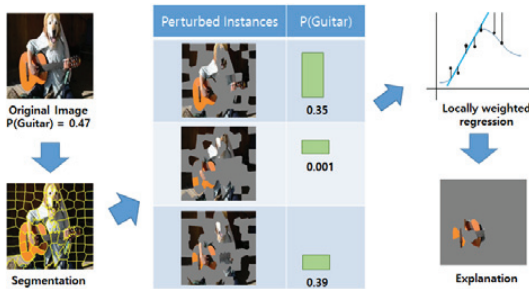 Original Image
P(Guitar) = 0.47
Segmentation
Perturbed Instances
P(Guitar)
0.35
0.001
0.39
Locally weighted
regression
Explanation